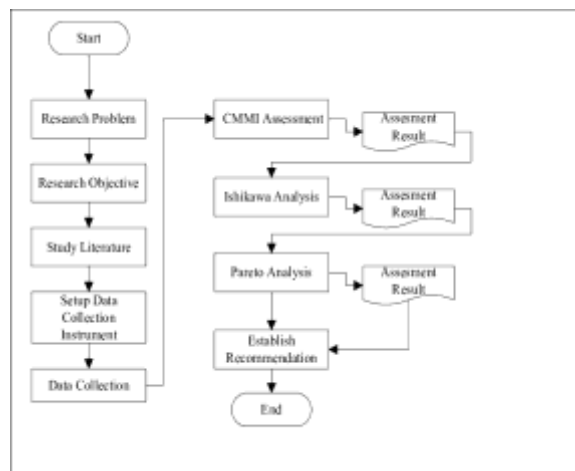 Start
Research Problem
Research Objective
Study Literature
Setup Data
Collection
Instrument
Data Collection
CMMI Assessment
Assesment
Result
Ishikawa Analysis
Assesment
Result
Pareto Analysis
Assesment
Result
Establish
Recommendation
End